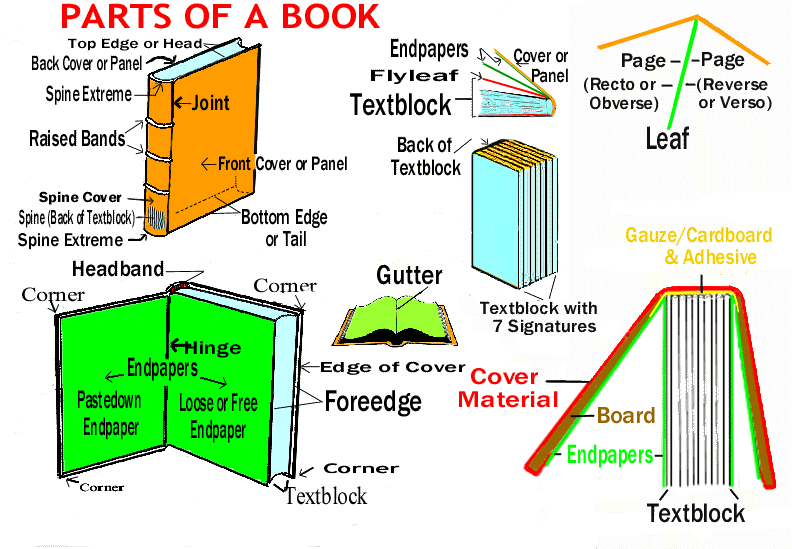 PARTS OF A BOOK
Top Edge or Head
Back Cover or Panel
Spine Extreme
Joint
Raised Bands
Front Cover or Panel
Spine Cover
Spine (Back of Textblock)
Spine Extreme
Bottom Edge
or Tail
Endpapers
Cover or
Panel
Flyleaf
Textblock
Page
Page
(Recto or
Obverse)
(Reverse
or Verso)
Leaf
Back of
Textblock
Textblock with
7 Signatures
Headband
Corner
Corner
Hinge
Endpapers
Pastedown
Endpaper
Loose or Free
Endpaper
Edge of Cover
Foreedge
Corner
Corner
Textblock
Gutter
Gauze/Cardboard
& Adhesive
Cover
Material
Board
Endpapers
Textblock